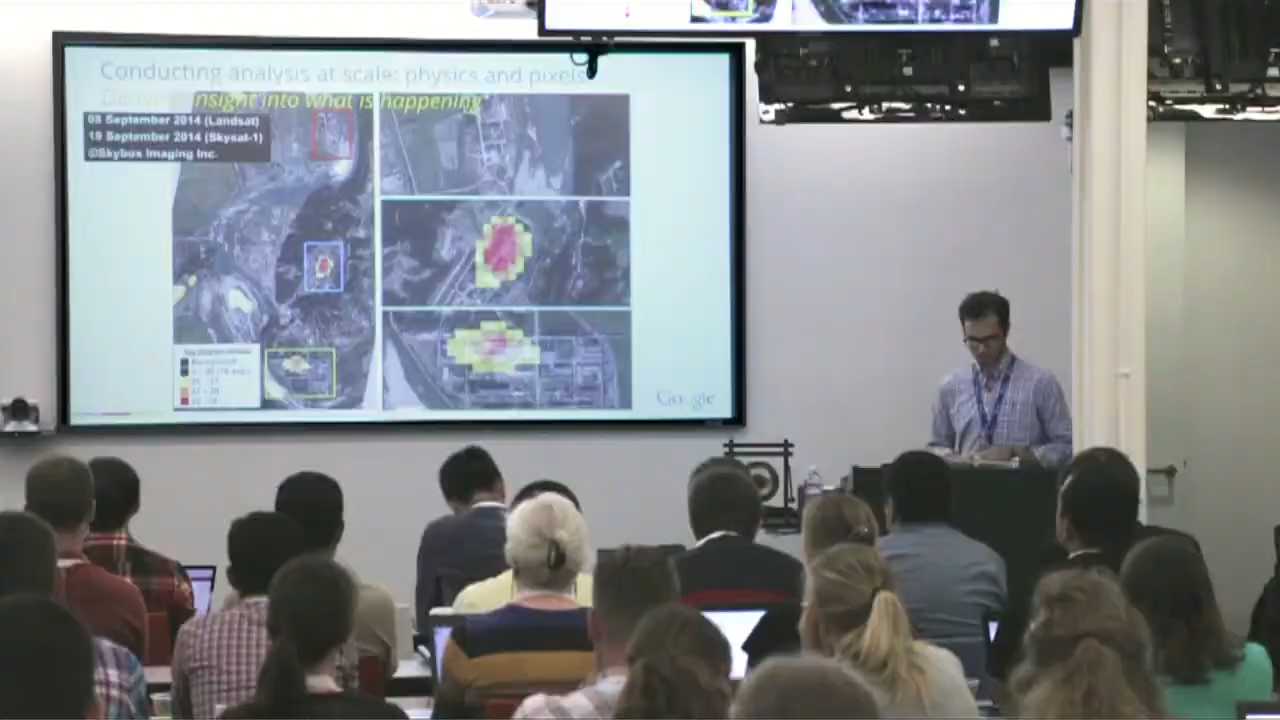 Conducting analysis at scale: physics and pixels
insight into what is happening
08 September 2014 (Landsat)
19 September 2014 (Skysat-1)
@Skybox Imaging Inc.
Google